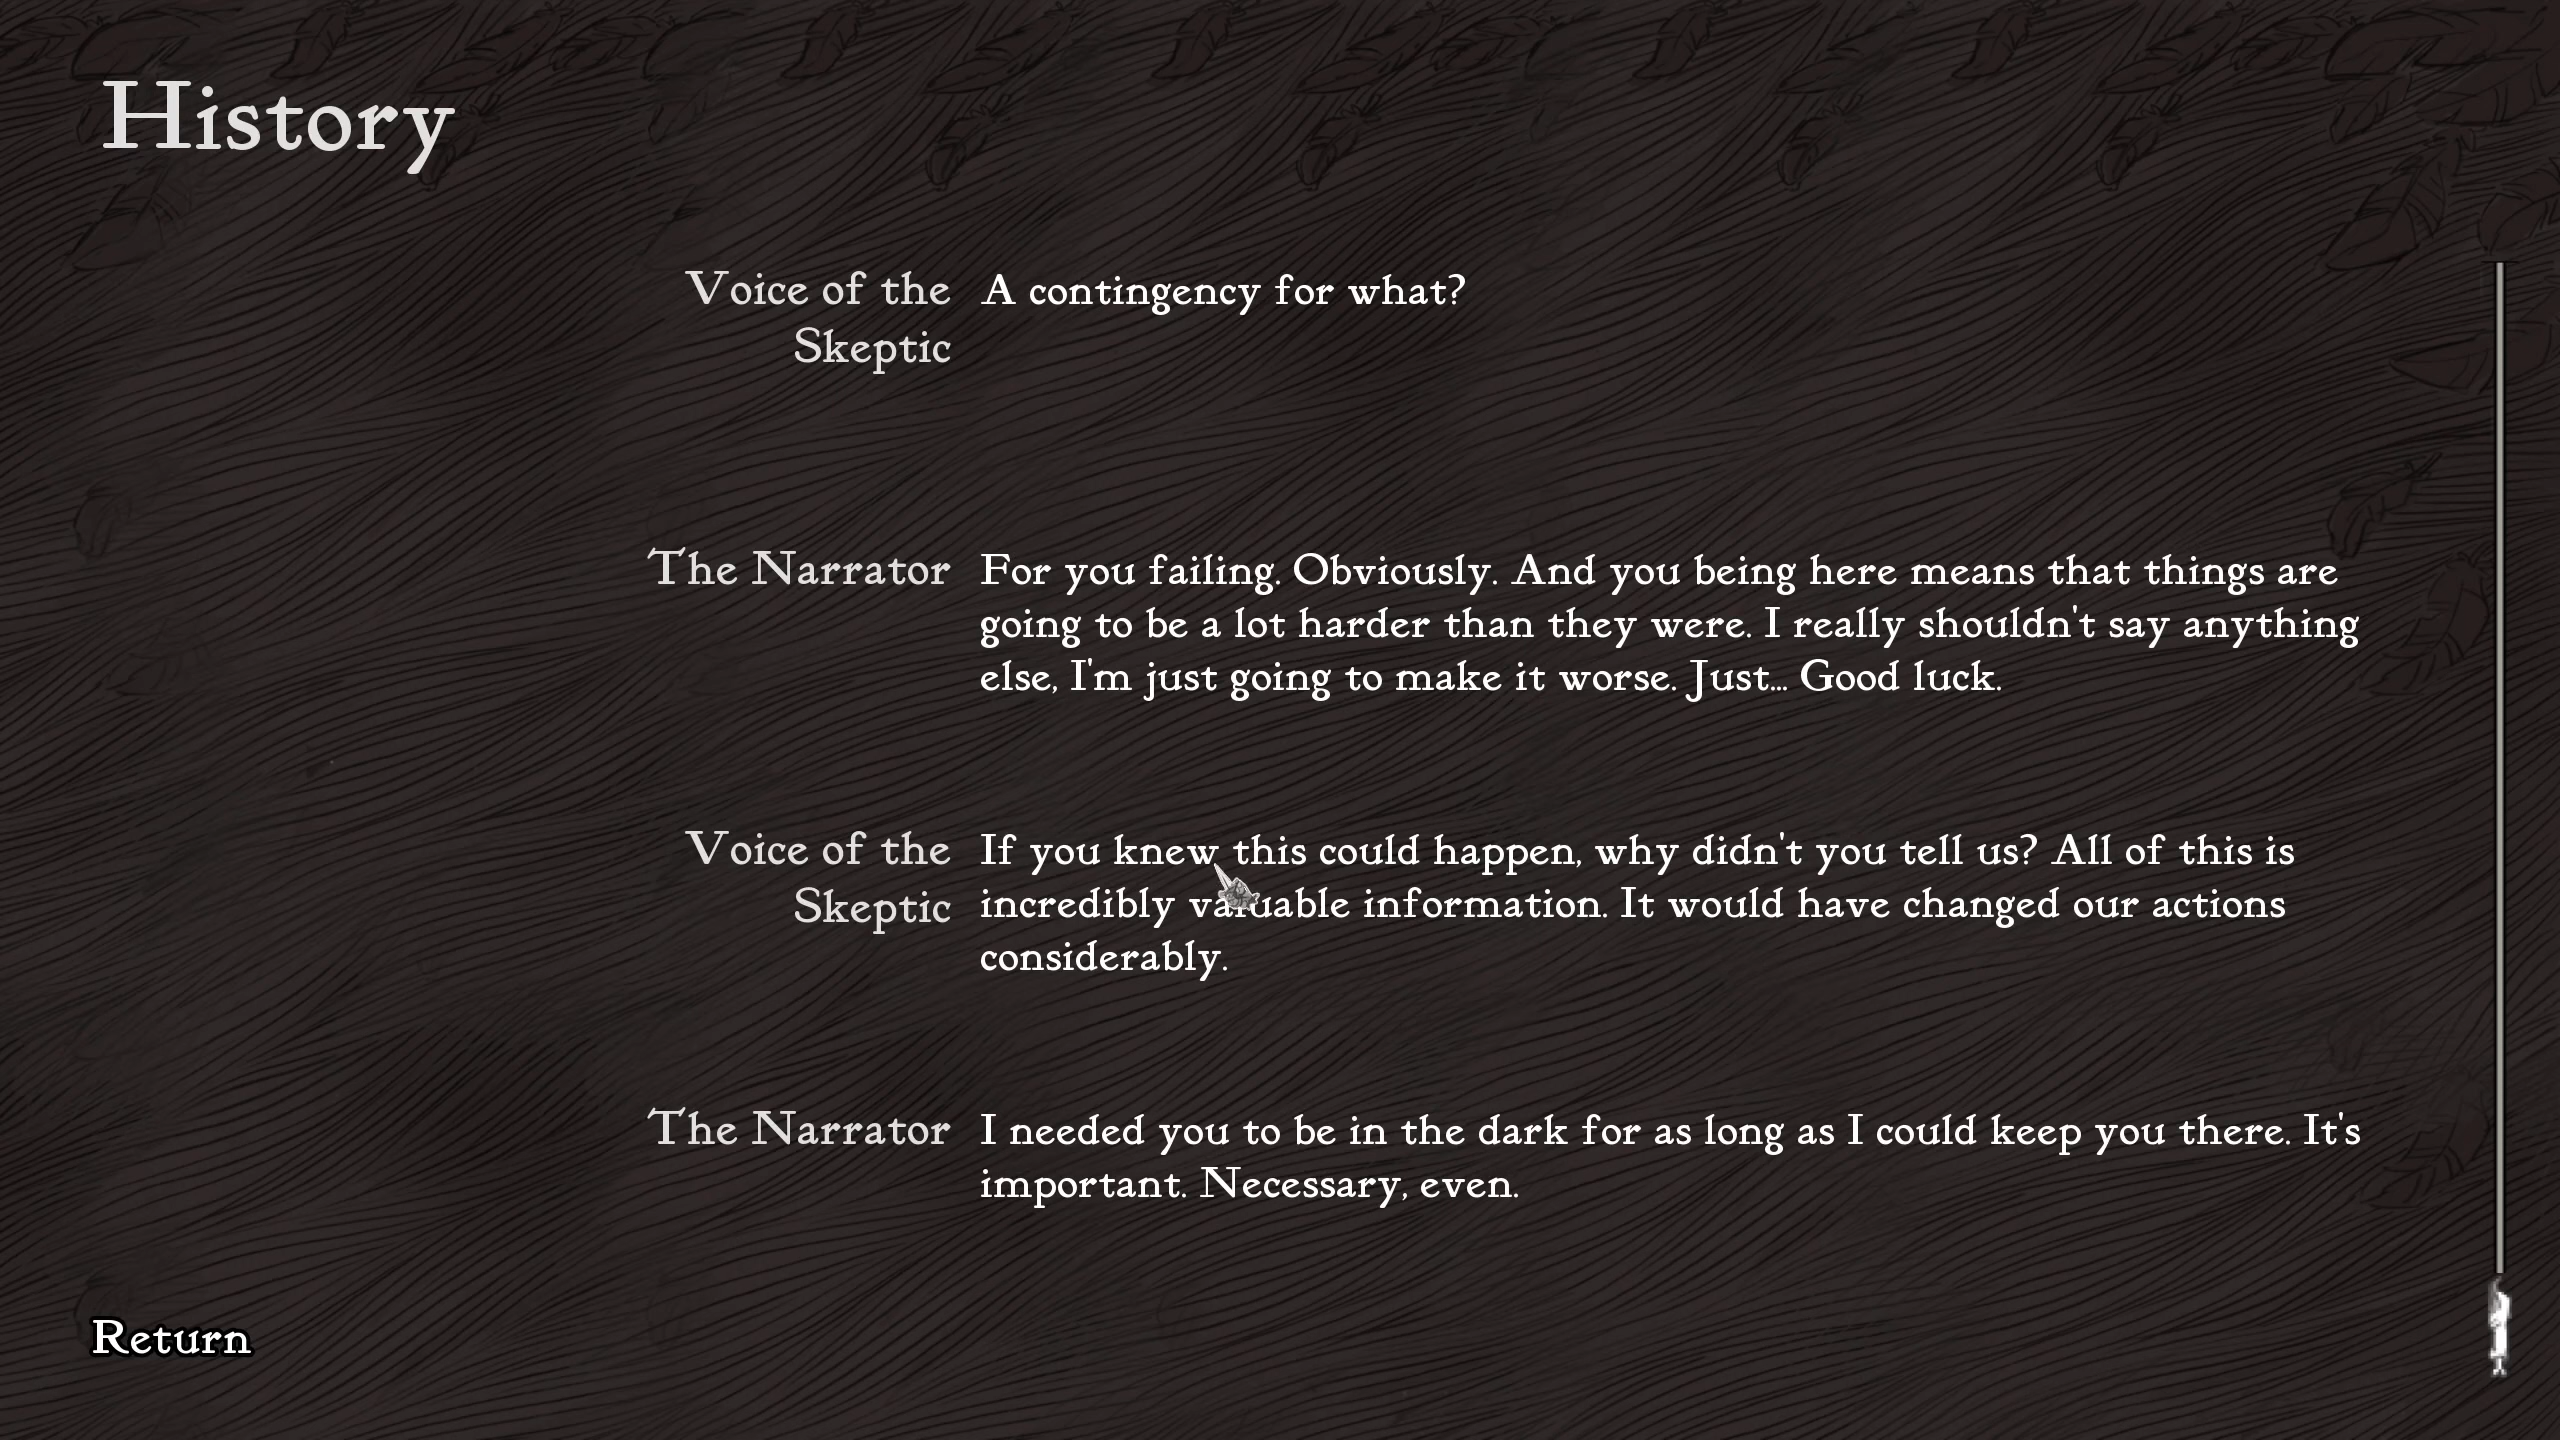 History
Voice of the
Skeptic
A contingency for what?
The Narrator
For you failing. Obviously. And you being here means that things are
going to be a lot harder than they were. I really shouldn't say anything
else, I'm just going to make it worse. Just... Good luck.
Voice of the
Skeptic
If you knew this could happen, why didn't you tell us? All of this is
incredibly valuable information. It would have changed our actions
considerably.
The Narrator
I needed you to be in the dark for as long as I could keep you there. It's
important. Necessary, even.
Return